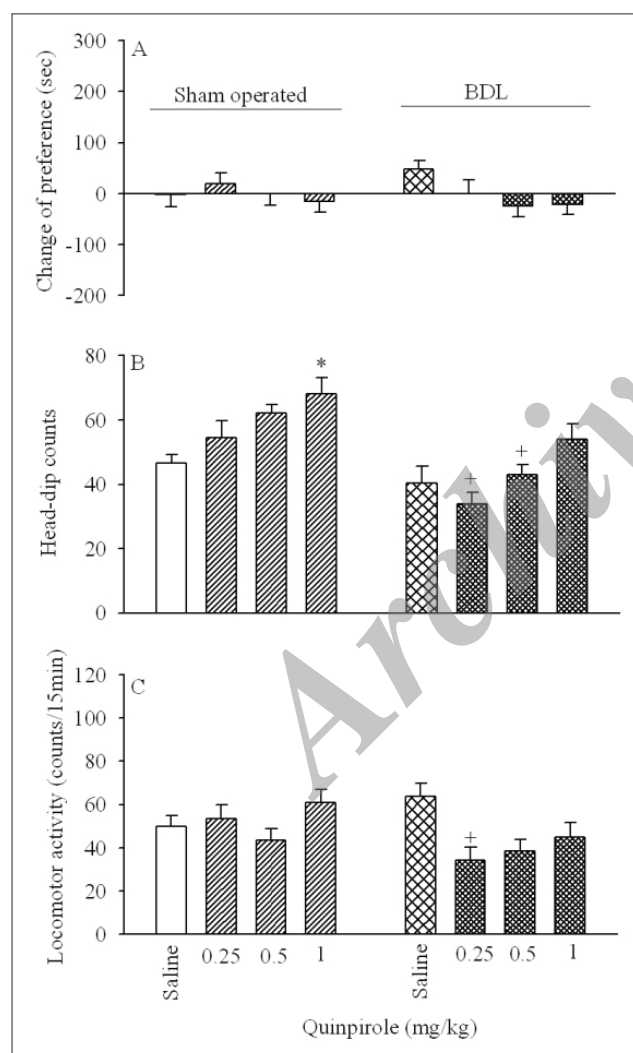 A
300
200
100
0
-100
-200
Change of preference (sec)
Sham operated
BDL
B
80
60
40
20
0
Head-dip counts
*
+
+
C
120
100
80
60
40
20
0
Locomotor activity (counts/15min)
+
Saline 0.25 0.5 1 Saline 0.25 0.5 1
Quinpirole (mg/kg)